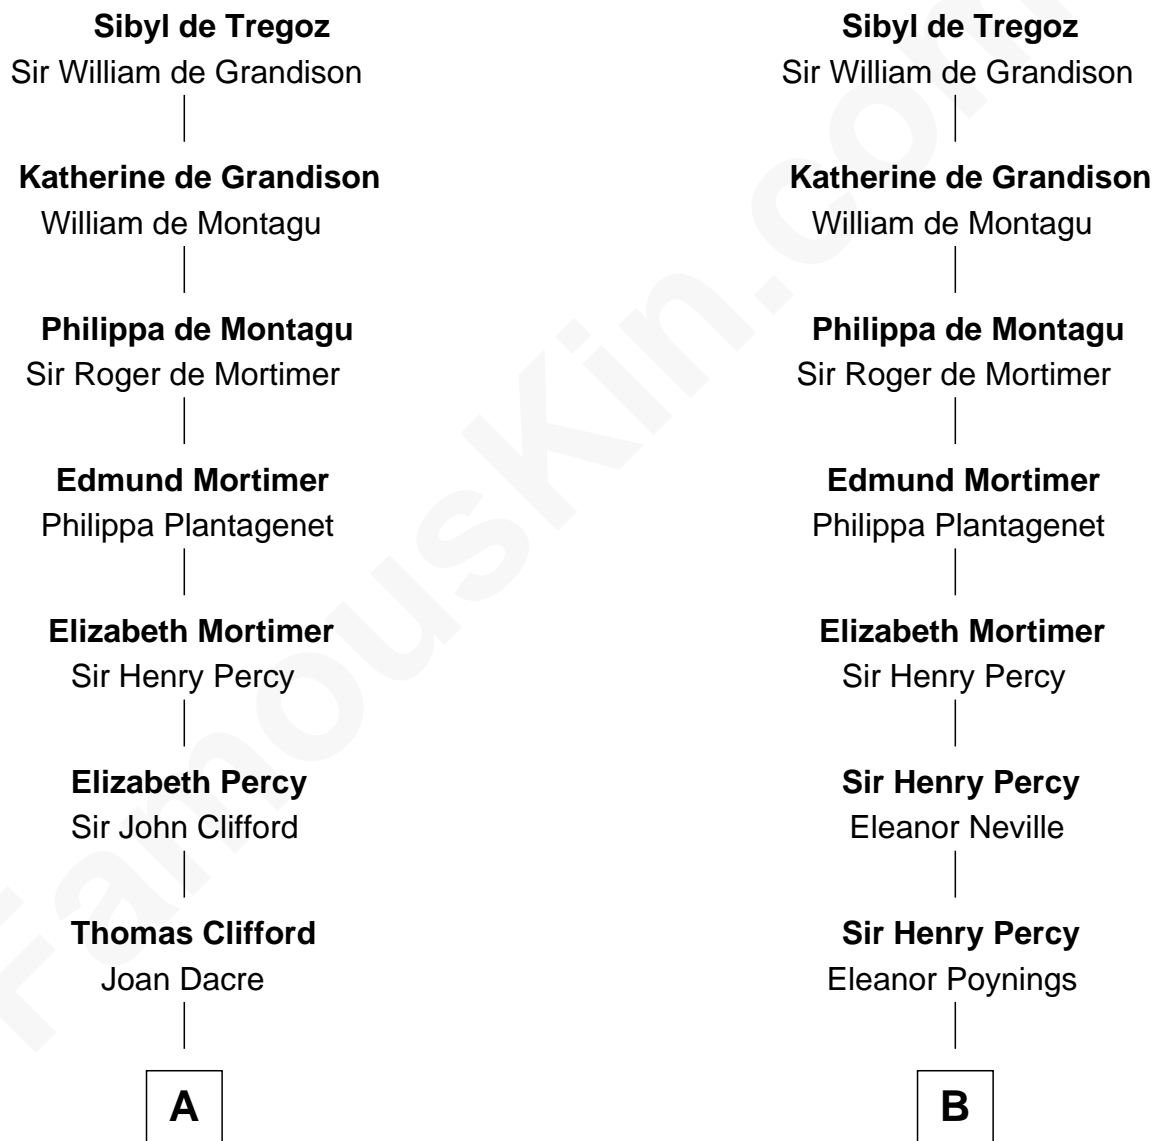 Sibyl de Tregoz
Sir William de Grandison
Katherine de Grandison
William de Montagu
Philippa de Montagu
Sir Roger de Mortimer
Edmund Mortimer
Philippa Plantagenet
Elizabeth Mortimer
Sir Henry Percy
Elizabeth Percy
Sir John Clifford
Thomas Clifford
Joan Dacre
A
Sibyl de Tregoz
Sir William de Grandison
Katherine de Grandison
William de Montagu
Philippa de Montagu
Sir Roger de Mortimer
Edmund Mortimer
Philippa Plantagenet
Elizabeth Mortimer
Sir Henry Percy
Sir Henry Percy
Eleanor Neville
Sir Henry Percy
Eleanor Poynings
B
FamousKin.com